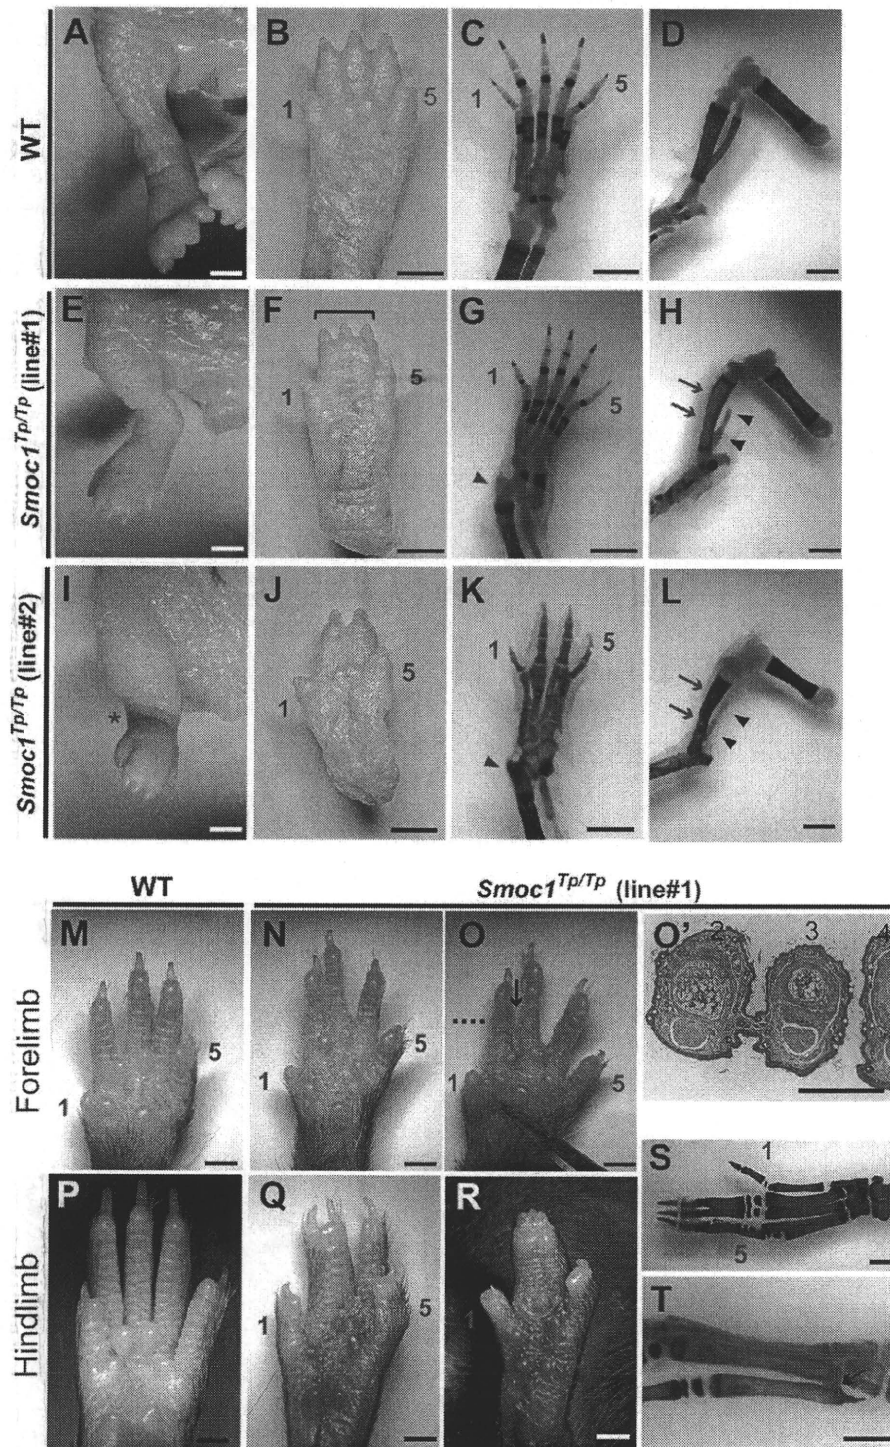 WT
A
B
1
5
C
1
5
D
Smoc1Tp/Tp (line#1)
E
F
1
5
G
1
5
H
Smoc1Tp/Tp (line#2)
I
*
J
1
5
K
1
5
L
WT
Smoc1Tp/Tp (line#1)
Forelimb
M
1
5
N
1
5
O
1
5
O'
2
3
4
Hindlimb
P
Q
1
5
R
1
S
1
5
T